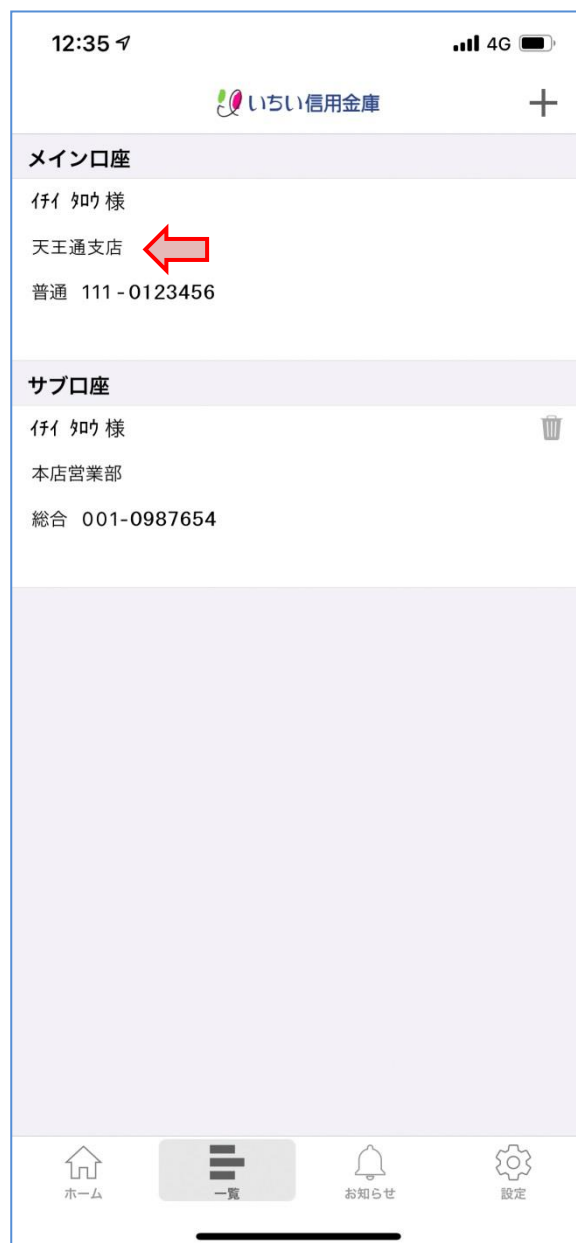 12:35
4G
いちい信用金庫
メイン口座
ｲﾁｲ ﾀﾛｳ 様
天王通支店
普通 111-0123456
サブ口座
ｲﾁｲ ﾀﾛｳ 様
本店営業部
総合 001-0987654
ホーム
一覧
お知らせ
設定